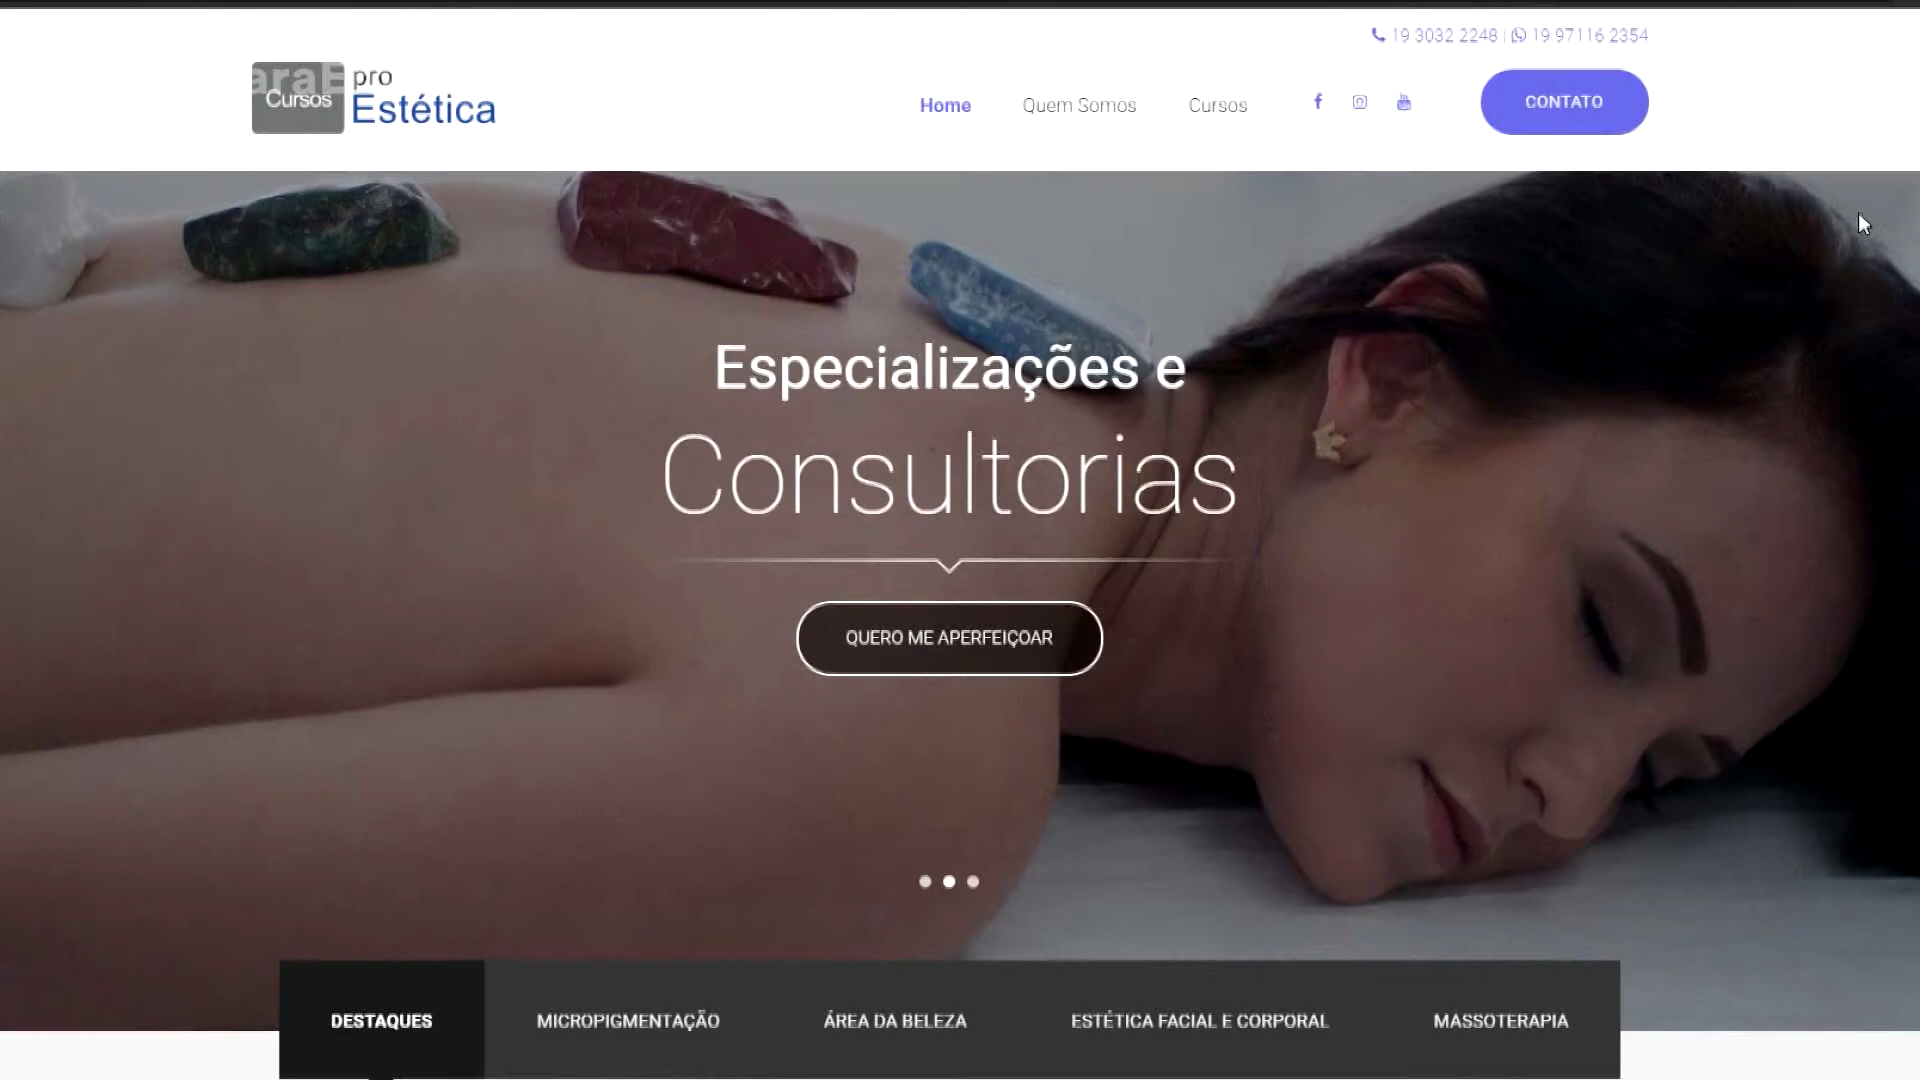 19 3032 2248 | 19 97116 2354
Cursos pro
Estética
Home Quem Somos Cursos CONTATO
Especializações e
Consultorias
QUERO ME APERFEIÇOAR
DESTAQUES MICROPIGMENTAÇÃO ÁREA DA BELEZA ESTÉTICA FACIAL E CORPORAL MASSOTERAPIA